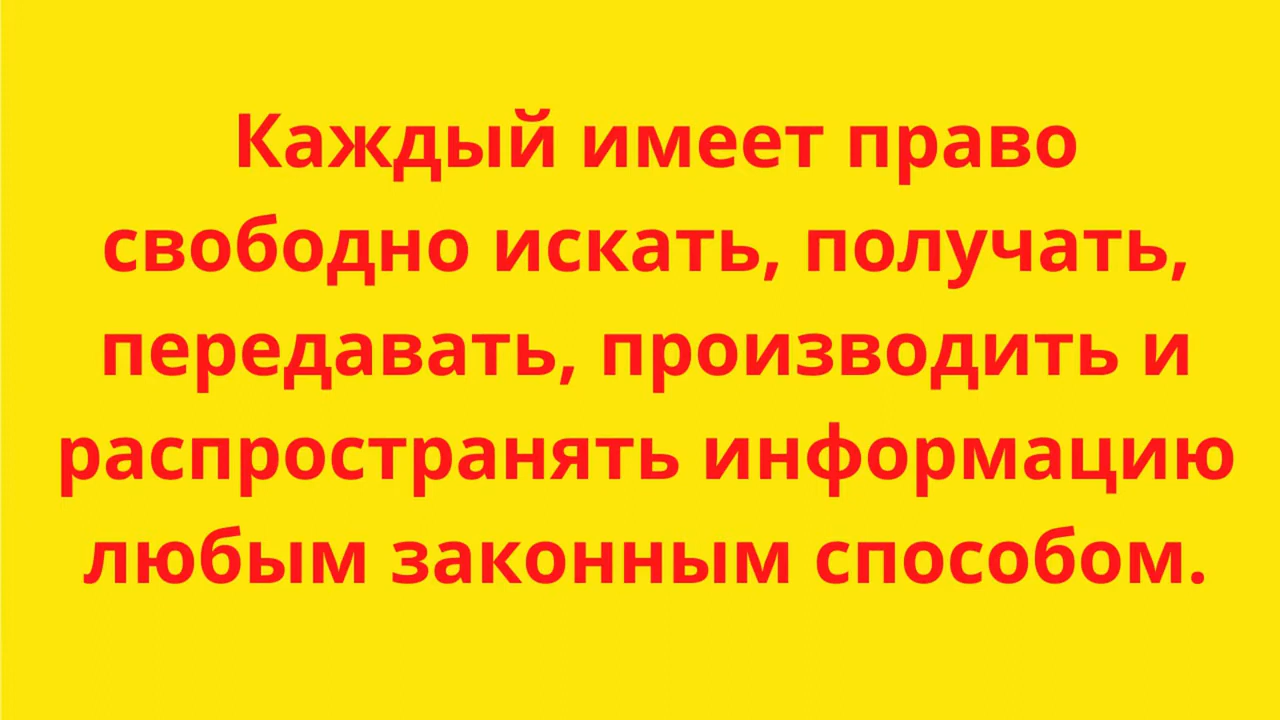 Каждый имеет право
свободно искать, получать,
передавать, производить и
распространять информацию
любым законным способом.